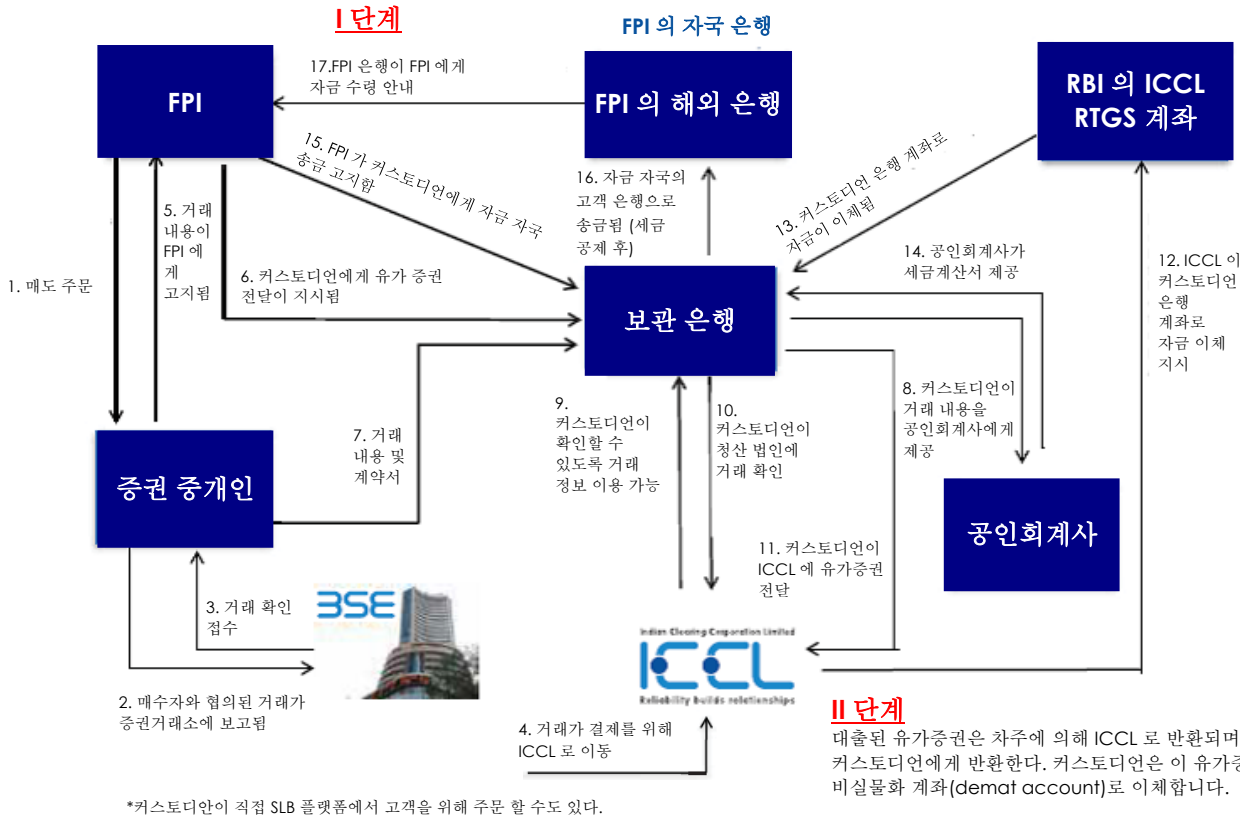 I 단계
FPI 의 자국 은행
FPI
17.FPI 은행이 FPI 에게
자금 수령 안내
FPI 의 해외 은행
RBI 의 ICCL
RTGS 계좌
15. FPI 가 커스토디언에게 자금 자국
송금 고지함
16. 자금 자국의
고객 은행으로
송금됨 (세금
공제 후)
13. 커스토디언 은행 계좌로
자금이 이체됨
1. 매도 주문
5. 거래
내용이
FPI 에
게
고지됨
6. 커스토디언에게 유가 증권
전달이 지시됨
보관 은행
14. 공인회계사가
세금계산서 제공
12. ICCL 이
커스토디언
은행
계좌로
자금 이체
지시
증권 중개인
7. 거래
내용 및
계약서
9.
커스토디언이
확인할 수
있도록 거래
정보 이용 가능
10.
커스토디언이
청산 법인에
거래 확인
8. 커스토디언이
거래 내용을
공인회계사에게
제공
공인회계사
3. 거래 확인
접수
BSE
11. 커스토디언이
ICCL 에 유가증권
전달
Indian Clearing Corporation Limited
ICCL
Reliability builds relationships
2. 매수자와 협의된 거래가
증권거래소에 보고됨
4. 거래가 결제를 위해
ICCL 로 이동
II 단계
대출된 유가증권은 차주에 의해 ICCL 로 반환되며
커스토디언에게 반환한다. 커스토디언은 이 유가증
비실물화 계좌(demat account)로 이체합니다.
*커스토디안이 직접 SLB 플랫폼에서 고객을 위해 주문 할 수도 있다.